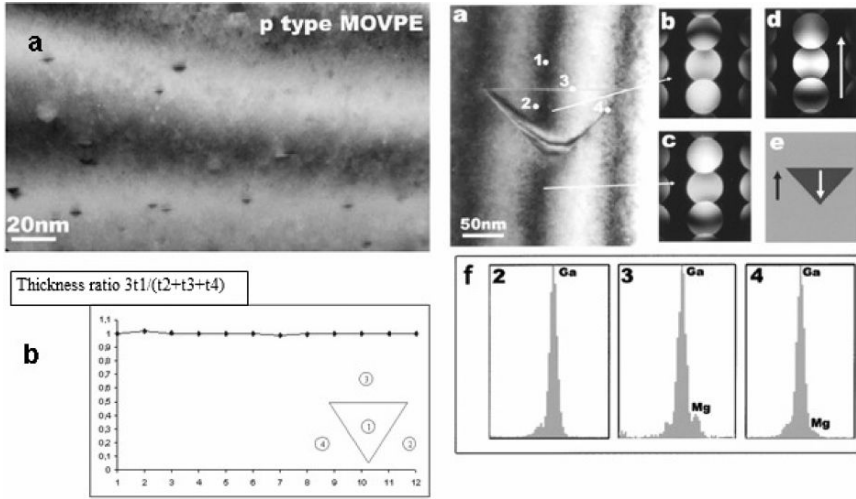 a
p type MOVPE
20nm
Thickness ratio 3t1/(t2+t3+t4)
b
1,1
1
0,9
0,8
0,7
0,6
0,5
0,4
0,3
0,2
0,1
0
1 2 3 4 5 6 7 8 9 10 11 12
3
1
4
2
a
1
3
2
4
50nm
b
d
c
e
f
2
Ga
3
Ga
Mg
4
Ga
Mg